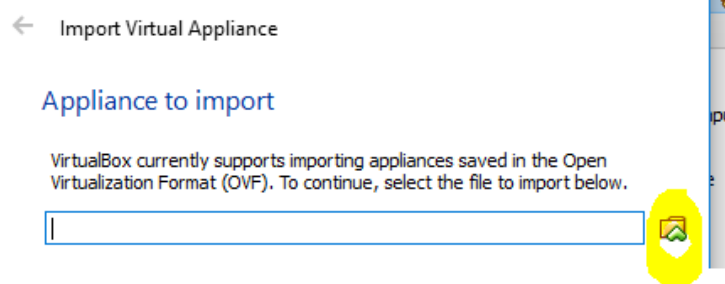 Import Virtual Appliance
Appliance to import
VirtualBox currently supports importing appliances saved in the Open
Virtualization Format (OVF). To continue, select the file to import below.